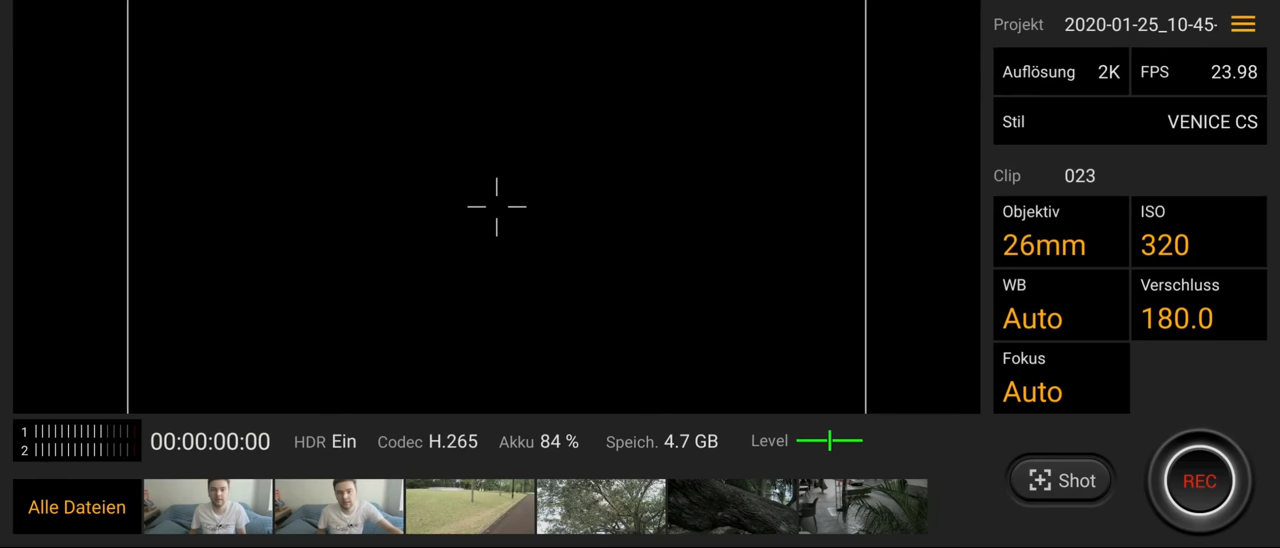 Projekt 2020-01-25_10-45-
Auflösung 2K FPS 23.98
Stil VENICE CS
Clip 023
Objektiv ISO
26mm 320
WB Verschluss
Auto 180.0
Fokus
Auto
1
2
00:00:00:00 HDR Ein Codec H.265 Akku 84 % Speich. 4.7 GB Level
Shot REC
Alle Dateien